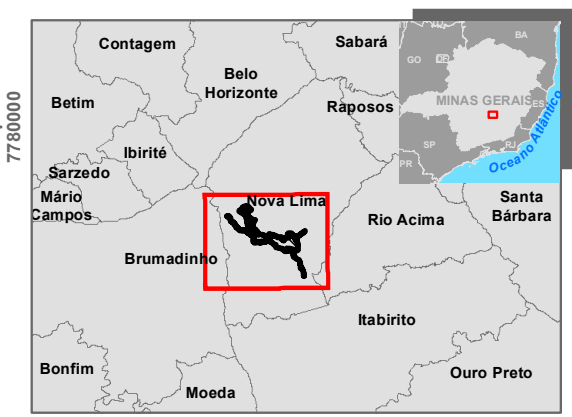 Contagem
Sabará
Belo
Horizonte
Betim
Raposos
7780000
Ibirité
Sarzedo
Mário
Campos
Nova Lima
Santa
Bárbara
Rio Acima
Brumadinho
Itabirito
Bonfim
Moeda
Ouro Preto
BA
GO
DF
MINAS GERAIS
ES
SP
RJ
PR
Oceano Atlântico